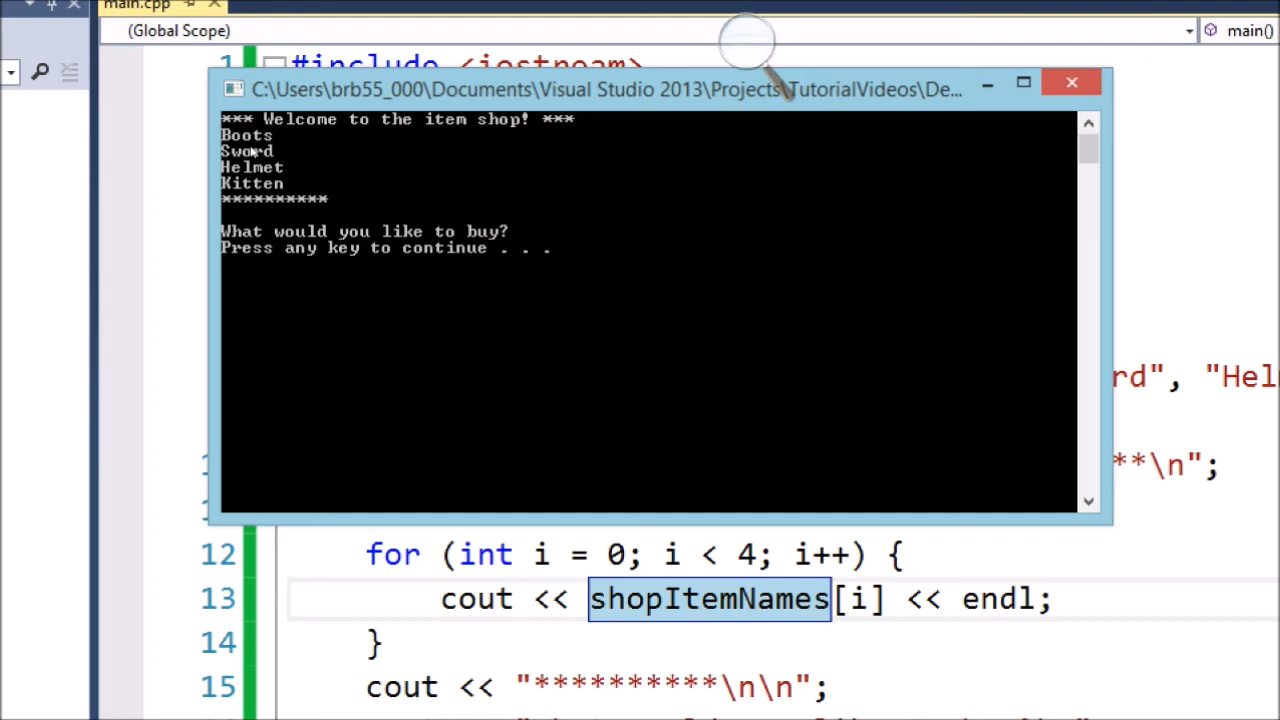 main.cpp
(Global Scope)
main()
1 #include <iostream>
C:\Users\brb55_000\Documents\Visual Studio 2013\Projects\TutorialVideos\De...
*** Welcome to the item shop! ***
Boots
Sword
Helmet
Kitten
**********
What would you like to buy?
Press any key to continue . . .
rd", "Hel
**\n";
12 for (int i = 0; i < 4; i++) {
13 cout << shopItemNames[i] << endl;
14 }
15 cout << "**********\n\n";